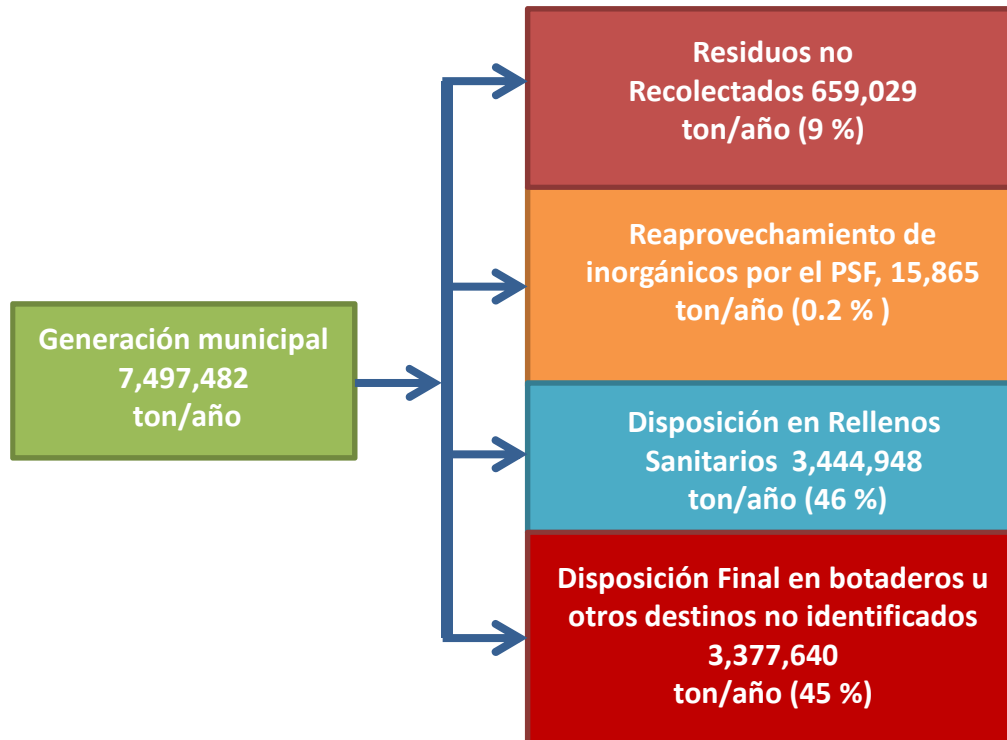 Generación municipal
7,497,482
ton/año
Residuos no
Recolectados 659,029
ton/año (9 %)
Reaprovechamiento de
inorgánicos por el PSF, 15,865
ton/año (0.2 % )
Disposición en Rellenos
Sanitarios 3,444,948
ton/año (46 %)
Disposición Final en botaderos u
otros destinos no identificados
3,377,640
ton/año (45 %)